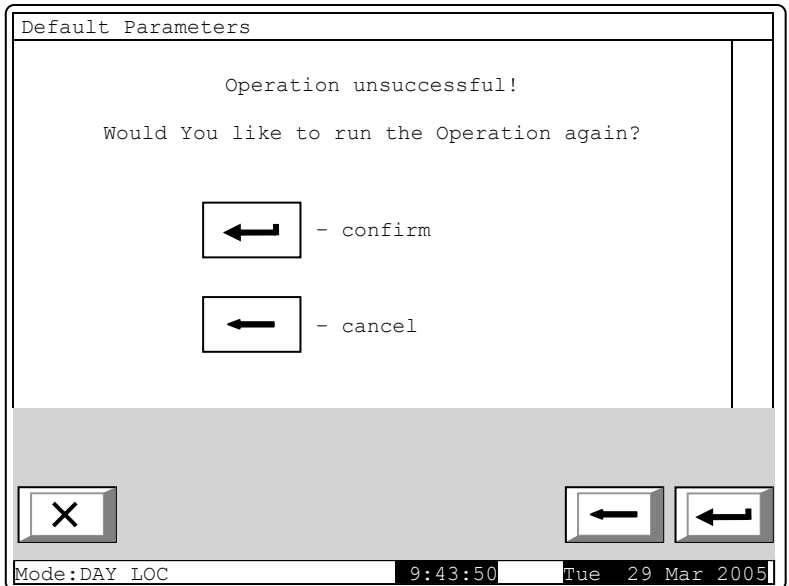 Default Parameters
Operation unsuccessful!
Would You like to run the Operation again?
- confirm
- cancel
Mode:DAY LOC 9:43:50 Tue 29 Mar 2005